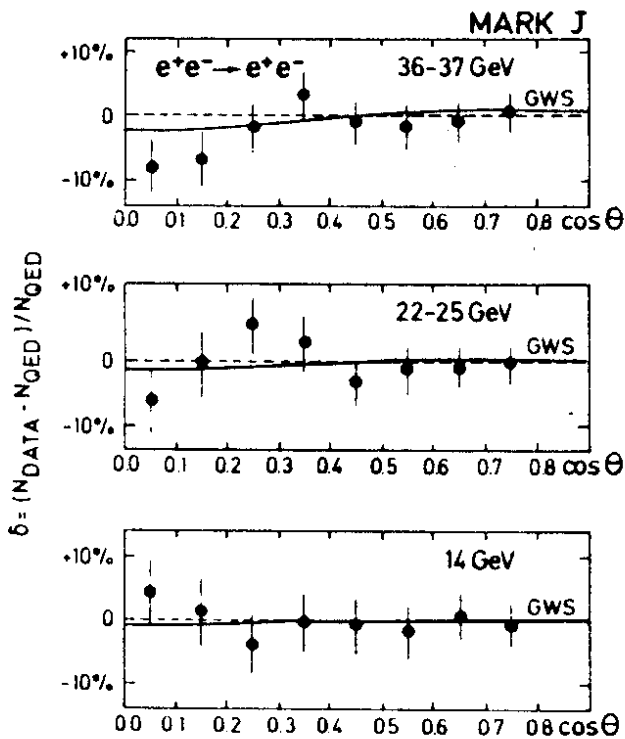 MARK J
+10%
e⁺e⁻→e⁺e⁻
36-37 GeV
GWS
0
-10%
0.0 0.1 0.2 0.3 0.4 0.5 0.6 0.7 0.8 cos θ
δ = (N_DATA - N_QED)/N_QED
+10%
22-25 GeV
GWS
0
-10%
0.0 0.1 0.2 0.3 0.4 0.5 0.6 0.7 0.8 cos θ
+10%
14 GeV
GWS
0
-10%
0.0 0.1 0.2 0.3 0.4 0.5 0.6 0.7 0.8 cos θ